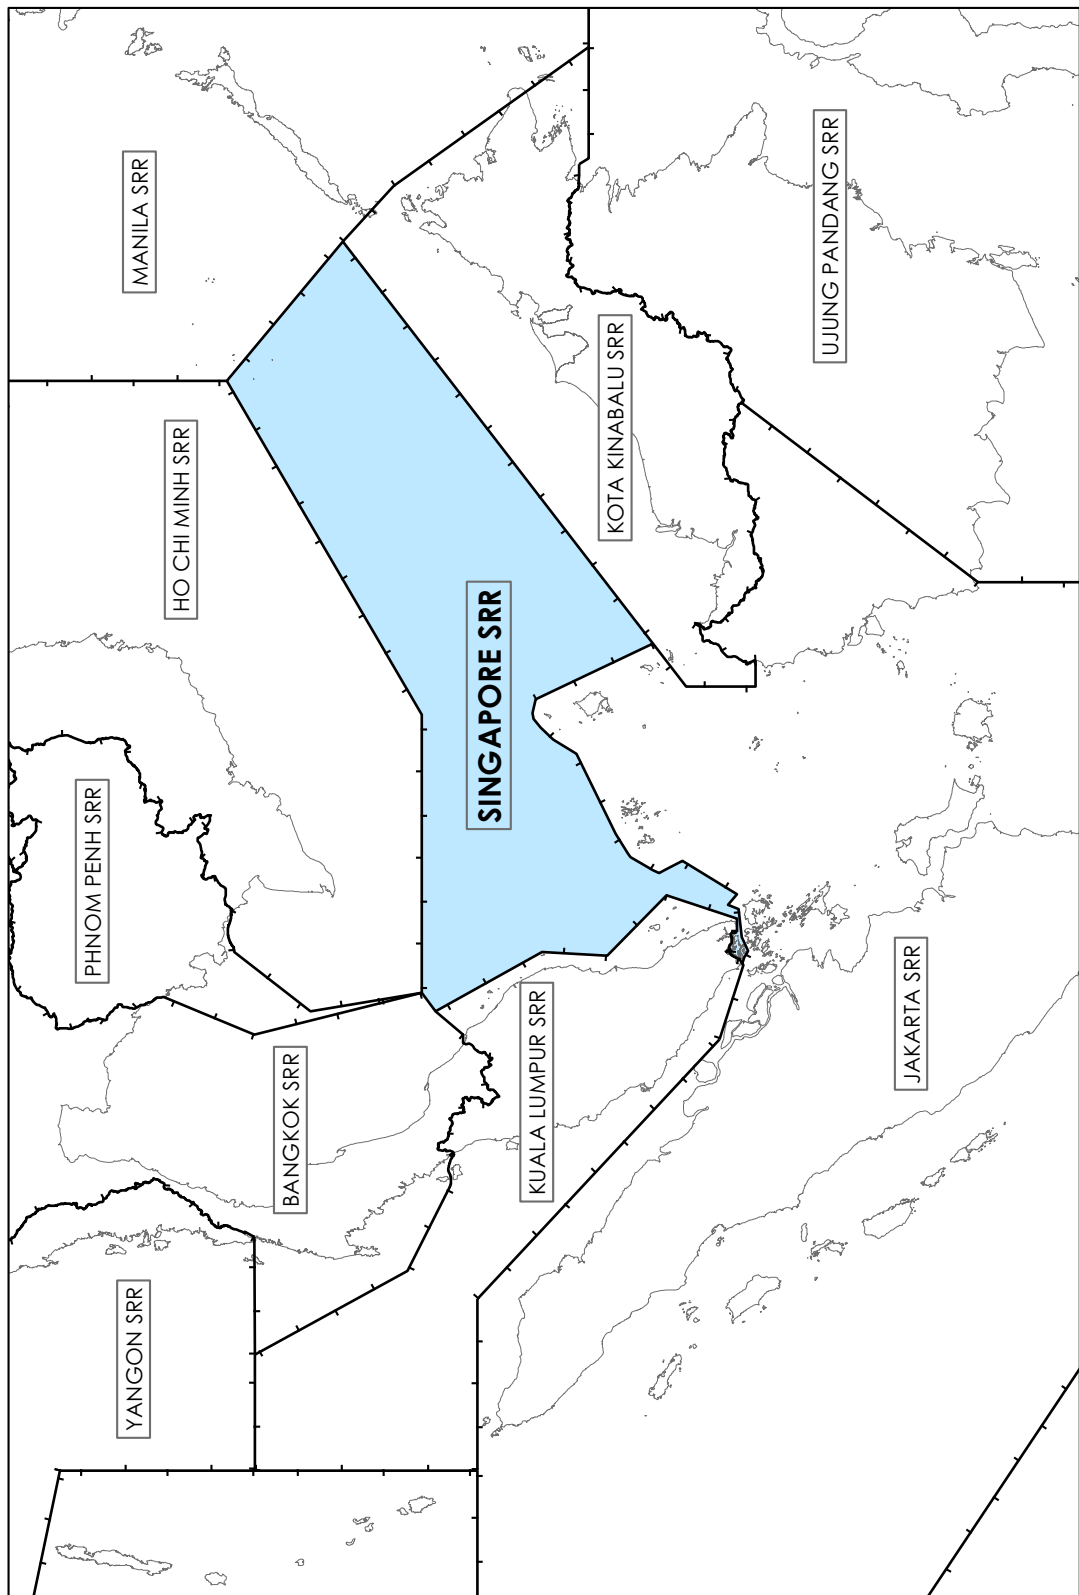 YANGON SRR
PHNOM PENH SRR
HO CHI MINH SRR
MANILA SRR
BANGKOK SRR
SINGAPORE SRR
KUALA LUMPUR SRR
KOTA KINABALU SRR
UJUNG PANDANG SRR
JAKARTA SRR